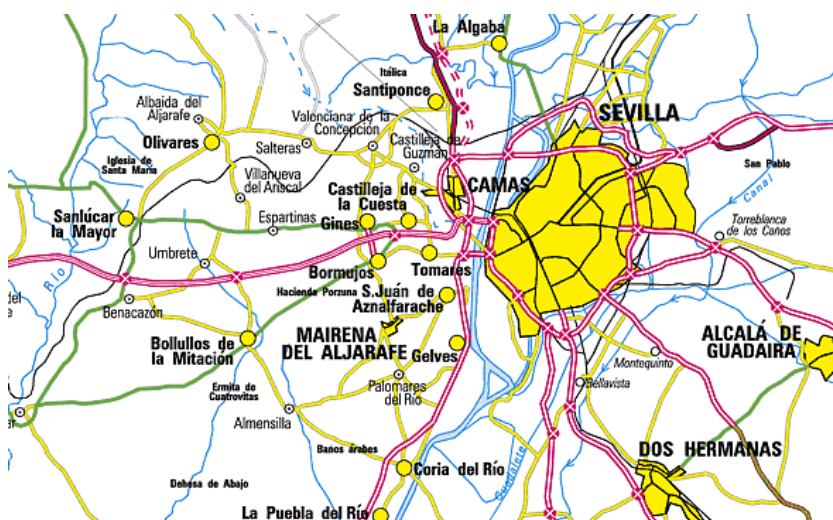 La Algaba
Itálica
Santiponce
SEVILLA
Albaida del
Aljarafe
Valenciana de la
Concepción
Castilleja de
Guzmán
Olivares
Salteras
Iglesia de
Santa María
San Pablo
Villanueva
del Ariscal
Castilleja de
la Cuesta
CAMAS
Canal
Sanlúcar
la Mayor
Espartinas
Gines
Torreblanca
de los Caños
Umbrete
Bormujos
Tomares
Río
del
Hacienda Porzuna
S.Juán de
Aznalfarache
Benacazón
MAIRENA
DEL ALJARAFE
ALCALÁ DE
GUADAIRA
Bollullos de
la Mitación
Gelves
Montequinto
Ermita de
Cuatrovitas
Palomares
del Río
Bellavista
Almensilla
Banos árabes
DOS HERMANAS
Coria del Río
Guadalete
Dehesa de Abajo
La Puebla del Río